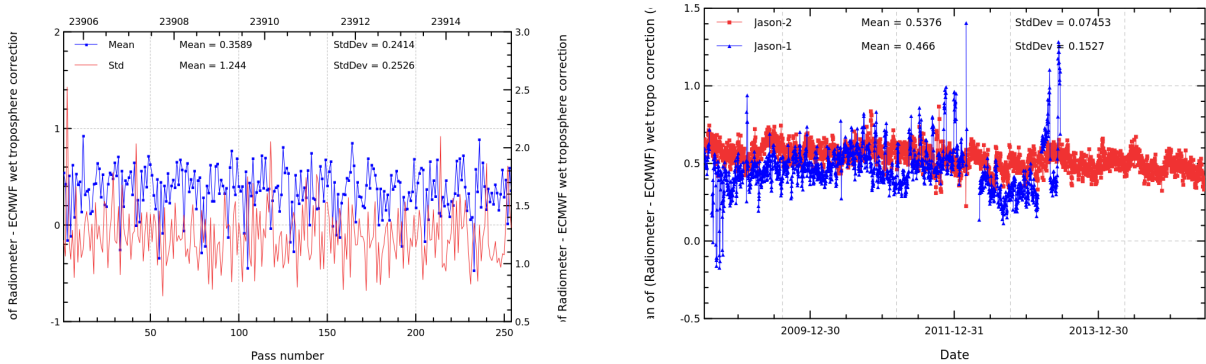 23906 23908 23910 23912 23914
2 3.0
Mean Mean = 0.3589 StdDev = 0.2414
Std Mean = 1.244 StdDev = 0.2526
2.5
1 2.0
1.5
0
1.0
-1 0.5
50 100 150 200 250
Pass number
of Radiometer - ECMWF wet troposphere correction
of Radiometer - ECMWF wet troposphere correction
1.5
Jason-2 Mean = 0.5376 StdDev = 0.07453
Jason-1 Mean = 0.466 StdDev = 0.1527
1.0
0.5
0.0
-0.5
2009-12-30 2011-12-31 2013-12-30
Date
of (Radiometer - ECMWF) wet tropo correction (